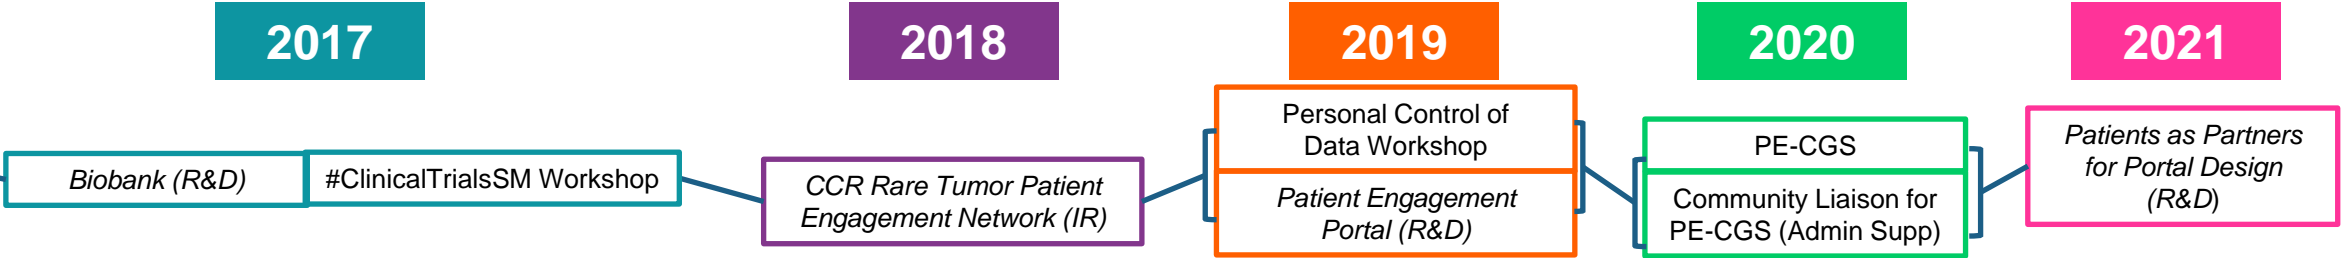 2017
2018
2019
2020
2021
Biobank (R&D)
#ClinicalTrialsSM Workshop
CCR Rare Tumor Patient
Engagement Network (IR)
Personal Control of
Data Workshop
Patient Engagement
Portal (R&D)
PE-CGS
Community Liaison for
PE-CGS (Admin Supp)
Patients as Partners
for Portal Design
(R&D)